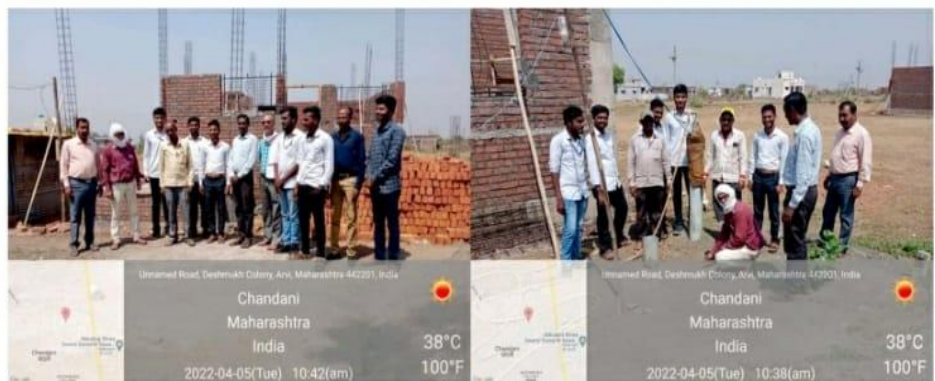 Unnamed Road, Deshmukh Colony, Arvi, Maharashtra 442201, India
Chandani
Maharashtra
India
38°C
2022-04-05(Tue) 10:42(am)
100°F
Chandani
Unnamed Road, Deshmukh Colony, Arvi, Maharashtra 442201, India
Chandani
Maharashtra
India
38°C
2022-04-05(Tue) 10:38(am)
100°F
Chandani